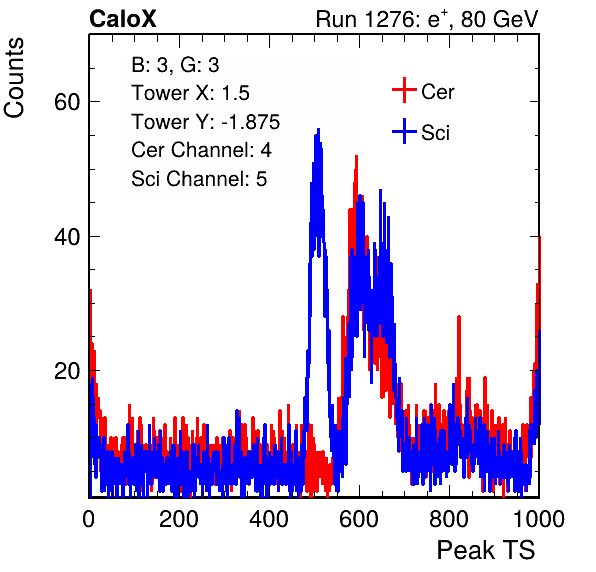 CaloX Run 1276: e⁺, 80 GeV
Counts
B: 3, G: 3
Tower X: 1.5
Tower Y: -1.875
Cer Channel: 4
Sci Channel: 5
Cer
Sci
60
40
20
0 200 400 600 800 1000
Peak TS